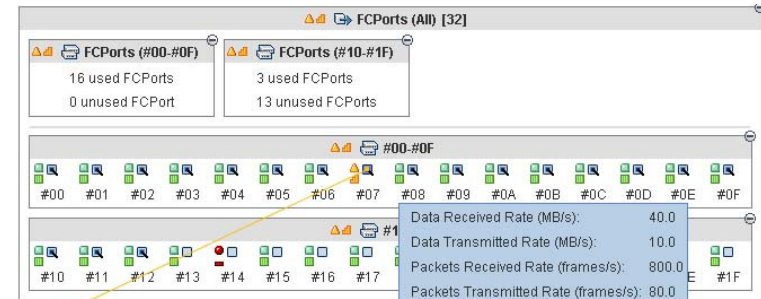 FCPorts (All) [32]
FCPorts (#00-#0F)
FCPorts (#10-#1F)
16 used FCPorts
0 unused FCPort
3 used FCPorts
13 unused FCPorts
#00-#0F
#00 #01 #02 #03 #04 #05 #06 #07 #08 #09 #0A #0B #0C #0D #0E #0F
#1
#10 #11 #12 #13 #14 #15 #16 #17 E #1F
Data Received Rate (MB/s): 40.0
Data Transmitted Rate (MB/s): 10.0
Packets Received Rate (frames/s): 800.0
Packets Transmitted Rate (frames/s): 80.0